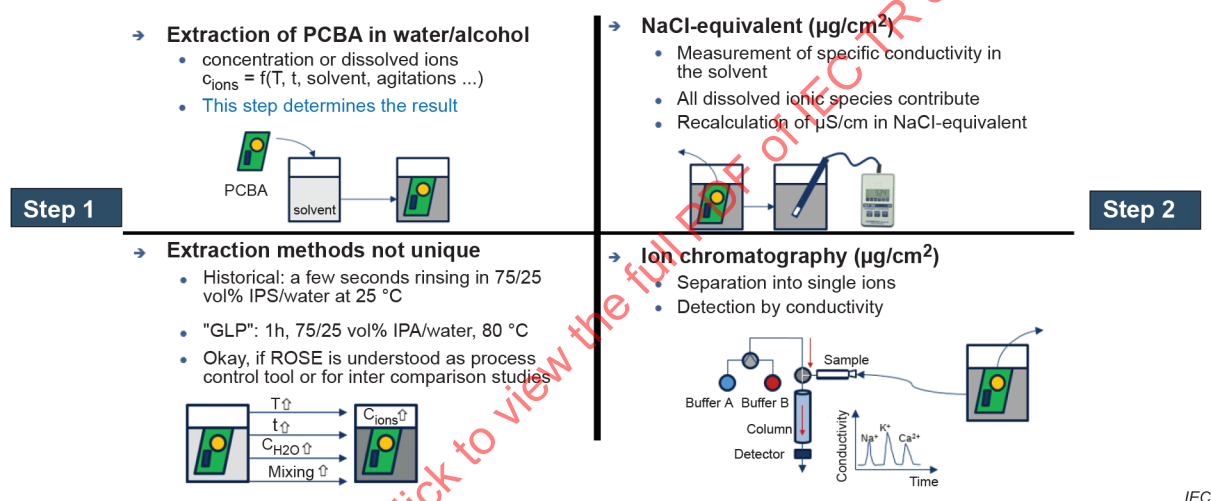 Step 1
Extraction of PCBA in water/alcohol
concentration or dissolved ions
cions = f(T, t, solvent, agitations ...)
This step determines the result
PCBA
solvent
NaCl-equivalent (µg/cm²)
Measurement of specific conductivity in
the solvent
All dissolved ionic species contribute
Recalculation of µS/cm in NaCl-equivalent
Step 2
Extraction methods not unique
Historical: a few seconds rinsing in 75/25
vol% IPS/water at 25 °C
"GLP": 1h, 75/25 vol% IPA/water, 80 °C
Okay, if ROSE is understood as process
control tool or for inter comparison studies
T⇧
t⇧
CH2O⇧
Mixing ⇧
Cions⇧
Ion chromatography (µg/cm²)
Separation into single ions
Detection by conductivity
Sample
Buffer A Buffer B
Column
Detector
Conductivity
Na⁺ K⁺ Ca²⁺
Time
IEC
click to view the full PDF of IEC TR